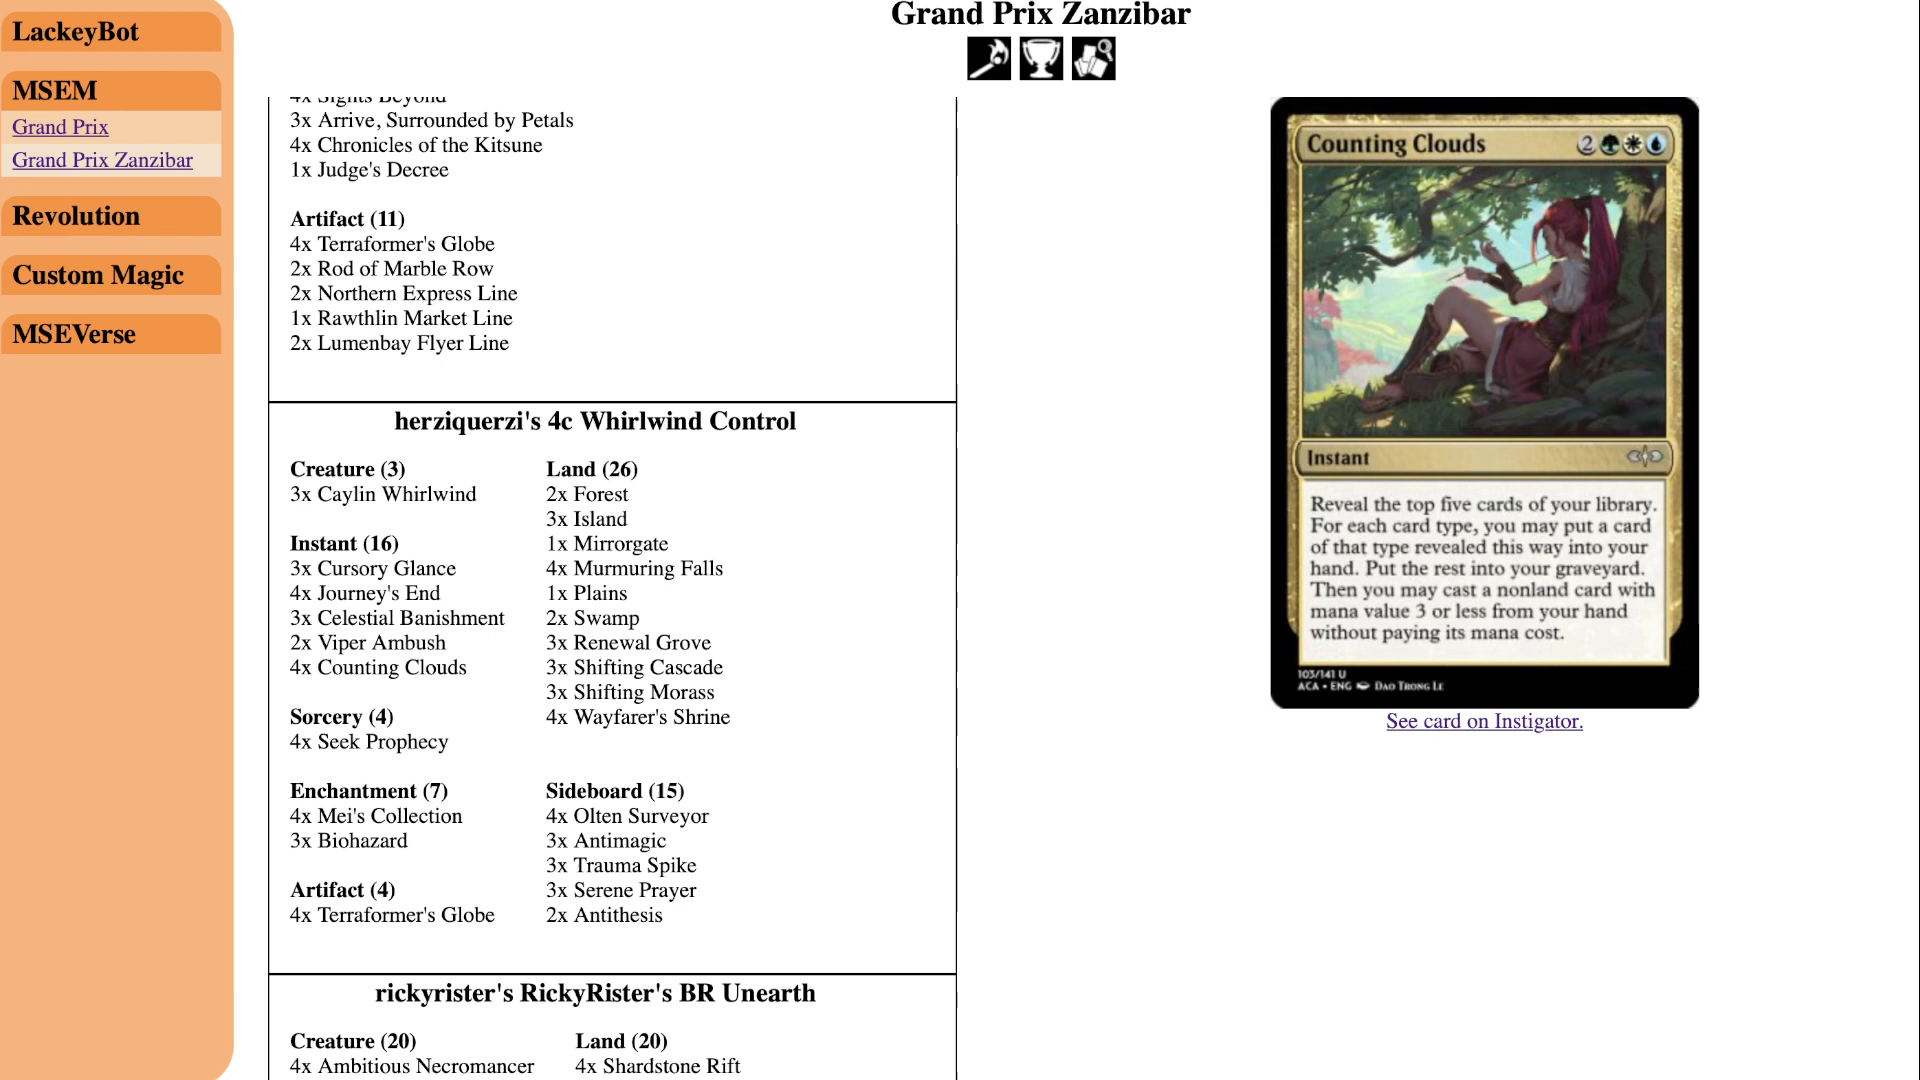 LackeyBot
MSEM
Grand Prix
Grand Prix Zanzibar
Revolution
Custom Magic
MSEVerse
Grand Prix Zanzibar
4x Sights Beyond
3x Arrive, Surrounded by Petals
4x Chronicles of the Kitsune
1x Judge's Decree
Artifact (11)
4x Terraformer's Globe
2x Rod of Marble Row
2x Northern Express Line
1x Rawthlin Market Line
2x Lumenbay Flyer Line
herziquerzi's 4c Whirlwind Control
Creature (3)
3x Caylin Whirlwind
Instant (16)
3x Cursory Glance
4x Journey's End
3x Celestial Banishment
2x Viper Ambush
4x Counting Clouds
Sorcery (4)
4x Seek Prophecy
Enchantment (7)
4x Mei's Collection
3x Biohazard
Artifact (4)
4x Terraformer's Globe
Land (26)
2x Forest
3x Island
1x Mirrorgate
4x Murmuring Falls
1x Plains
2x Swamp
3x Renewal Grove
3x Shifting Cascade
3x Shifting Morass
4x Wayfarer's Shrine
Sideboard (15)
4x Olten Surveyor
3x Antimagic
3x Trauma Spike
3x Serene Prayer
2x Antithesis
rickyrister's RickyRister's BR Unearth
Creature (20)
4x Ambitious Necromancer
Land (20)
4x Shardstone Rift
Counting Clouds 2
Instant
Reveal the top five cards of your library.
For each card type, you may put a card
of that type revealed this way into your
hand. Put the rest into your graveyard.
Then you may cast a nonland card with
mana value 3 or less from your hand
without paying its mana cost.
103/141 U
ACA • ENG Dao Trong Le
See card on Instigator.